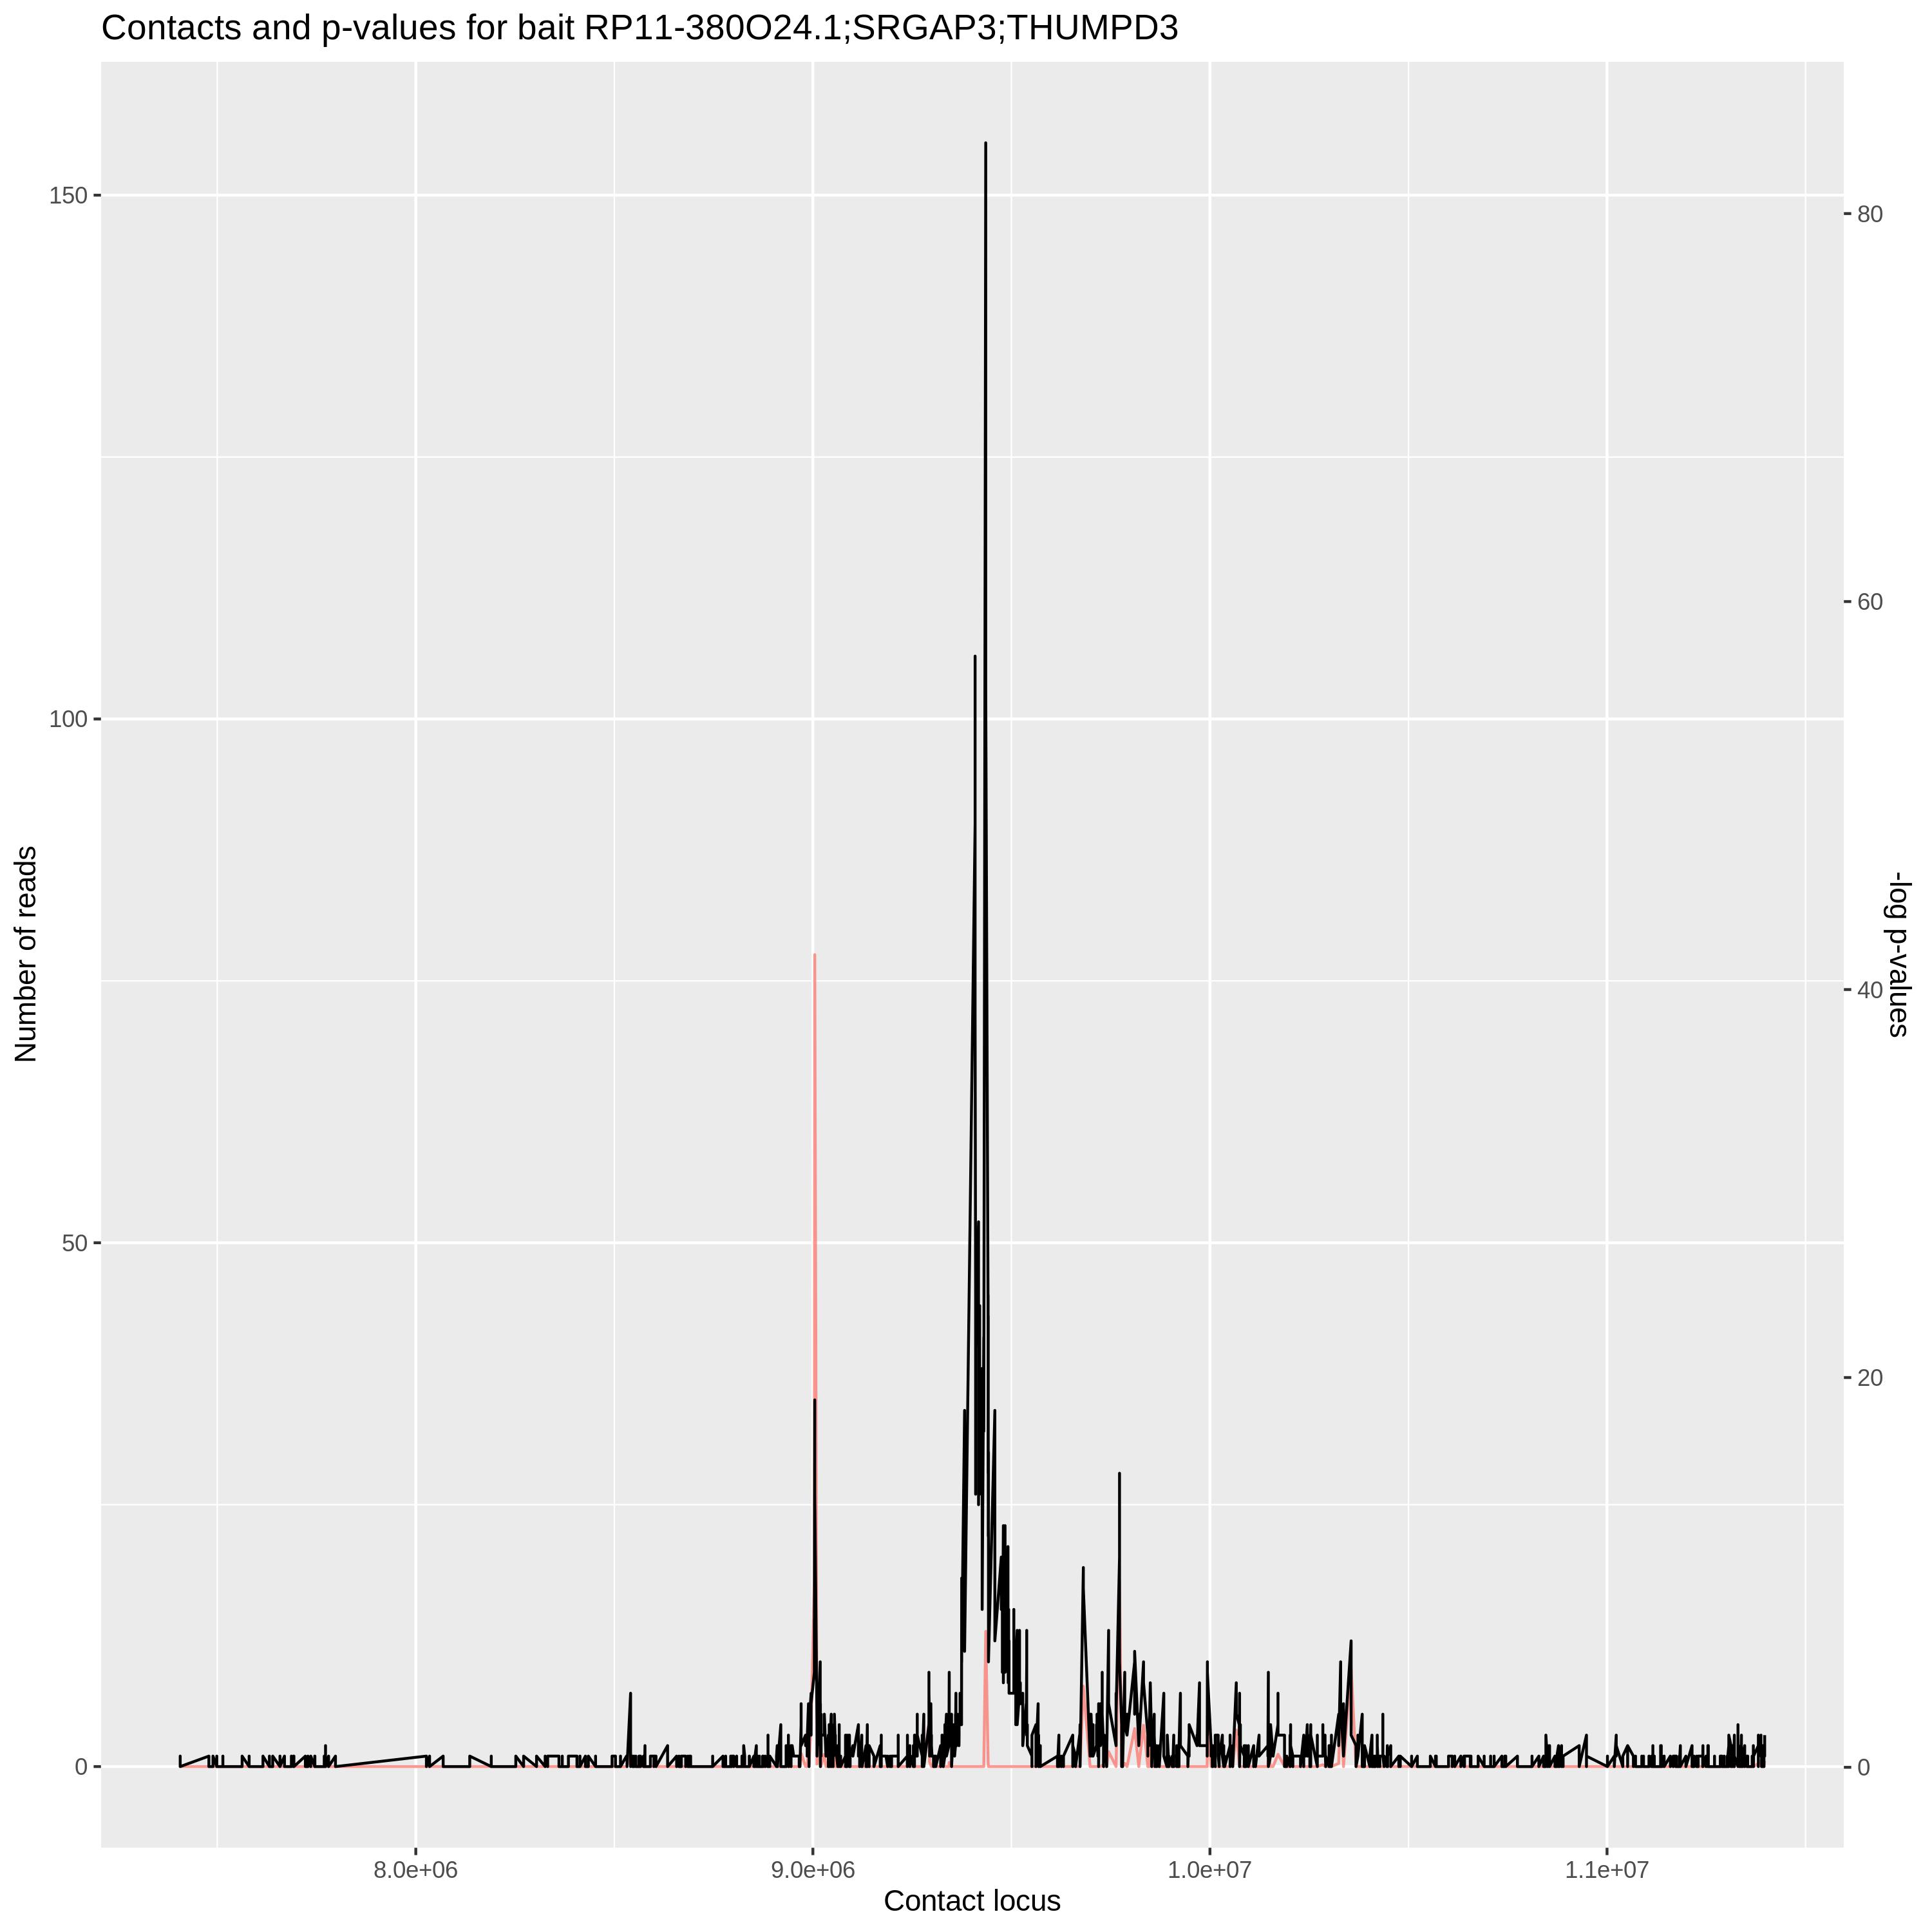 Contacts and p-values for bait RP11-380O24.1;SRGAP3;THUMPD3
150
100
50
0
Number of reads
80
60
40
20
0
-log p-values
8.0e+06
9.0e+06
1.0e+07
1.1e+07
Contact locus